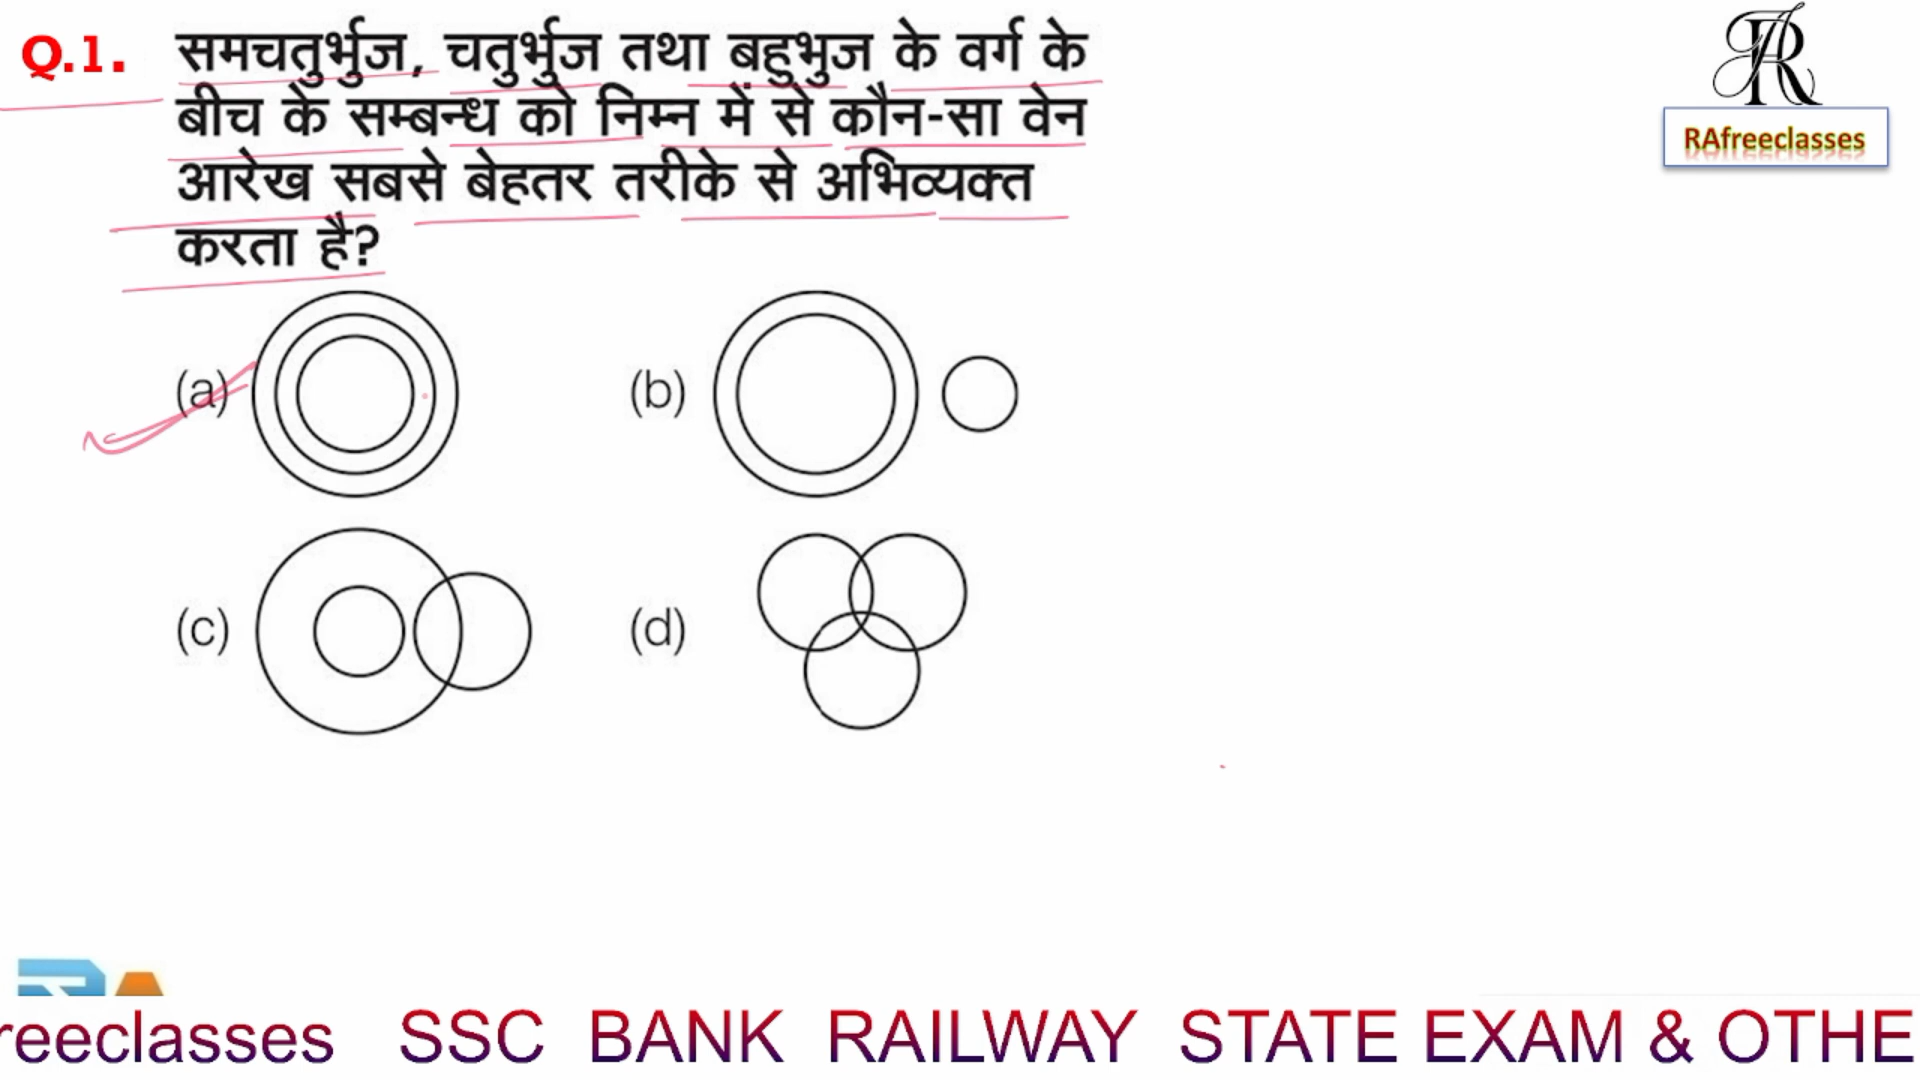 Q.1. समचतुर्भुज, चतुर्भुज तथा बहुभुज के वर्ग के
बीच के सम्बन्ध को निम्न में से कौन-सा वेन
आरेख सबसे बेहतर तरीके से अभिव्यक्त
करता है?
RAfreeclasses
(a)
(b)
(c)
(d)
reeclasses SSC BANK RAILWAY STATE EXAM & OTHE